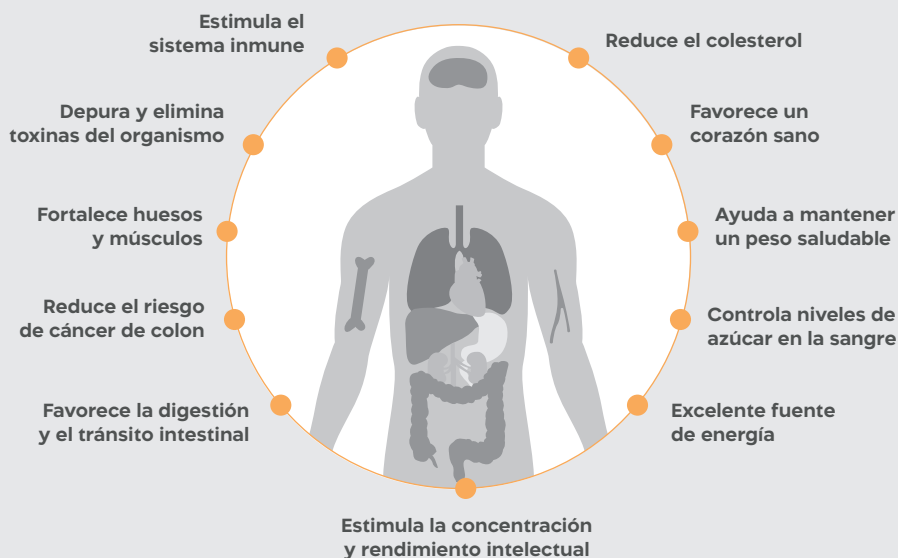 Estimula el
sistema inmune
Depura y elimina
toxinas del organismo
Fortalece huesos
y músculos
Reduce el riesgo
de cáncer de colon
Favorece la digestión
y el tránsito intestinal
Reduce el colesterol
Favorece un
corazón sano
Ayuda a mantener
un peso saludable
Controla niveles de
azúcar en la sangre
Excelente fuente
de energía
Estimula la concentración
y rendimiento intelectual